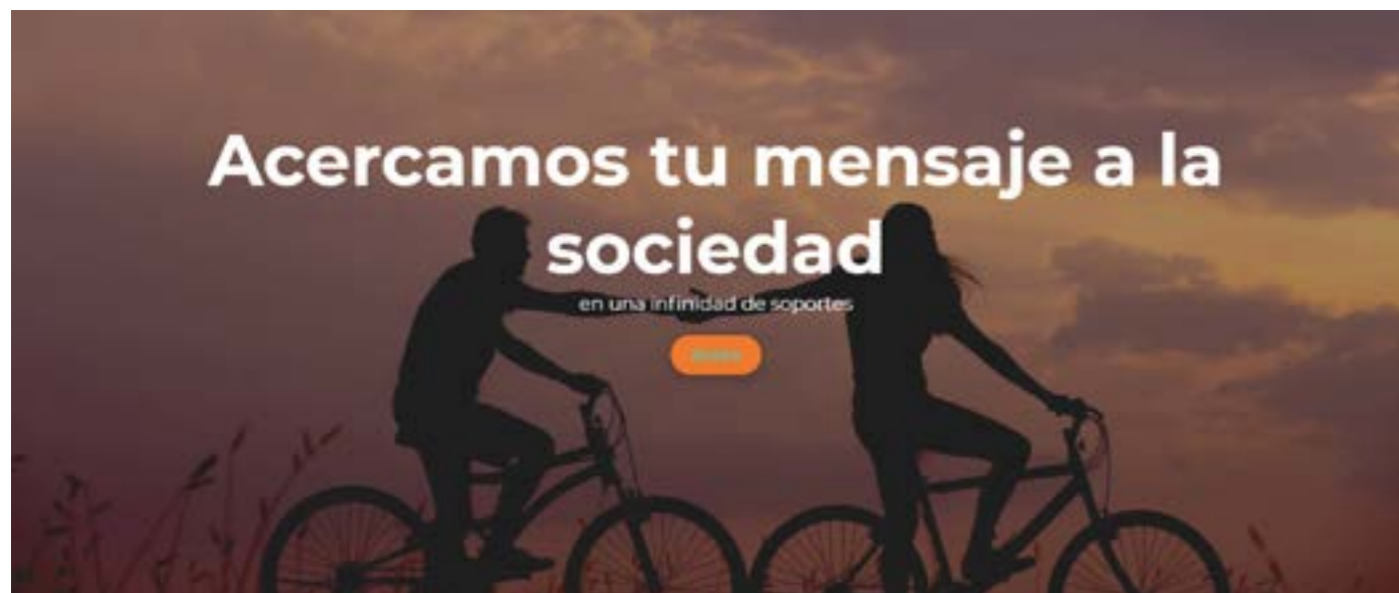 Acercamos tu mensaje a la
sociedad
en una infinidad de soportes